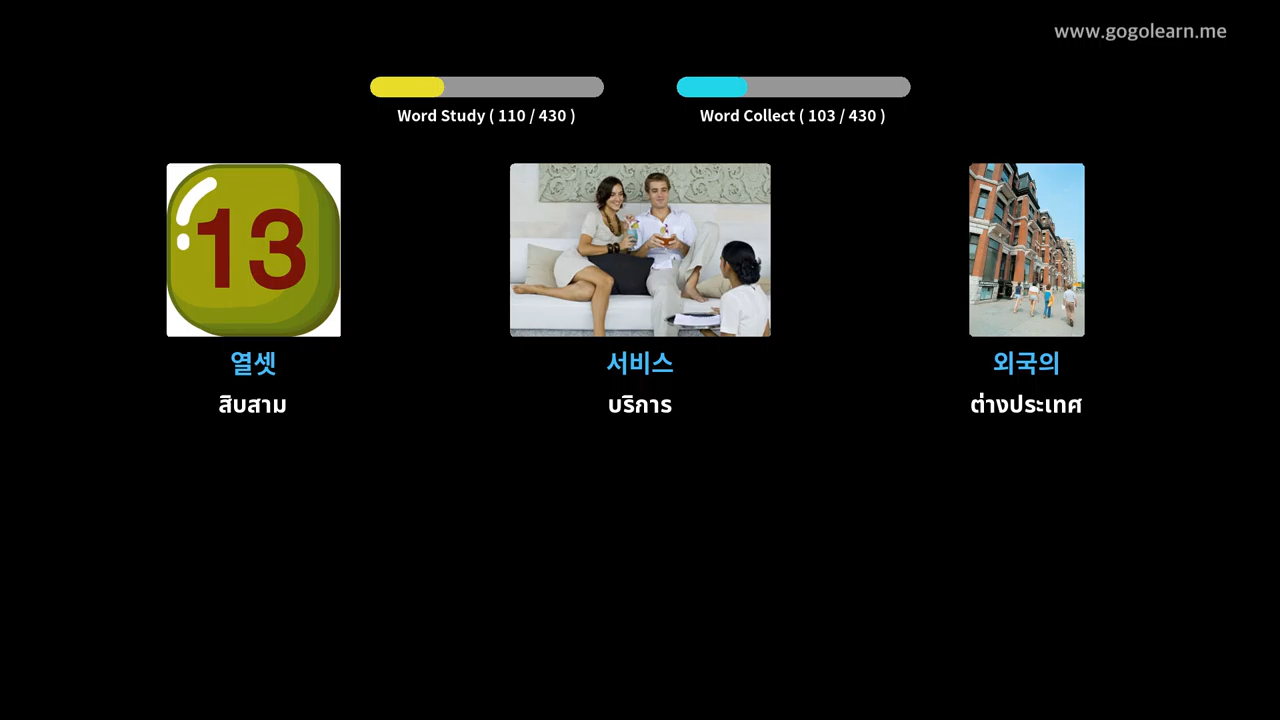 www.gogolearn.me
Word Study ( 110 / 430 )
Word Collect ( 103 / 430 )
13
열셋
서비스
외국의
สิบสาม
บริการ
ต่างประเทศ